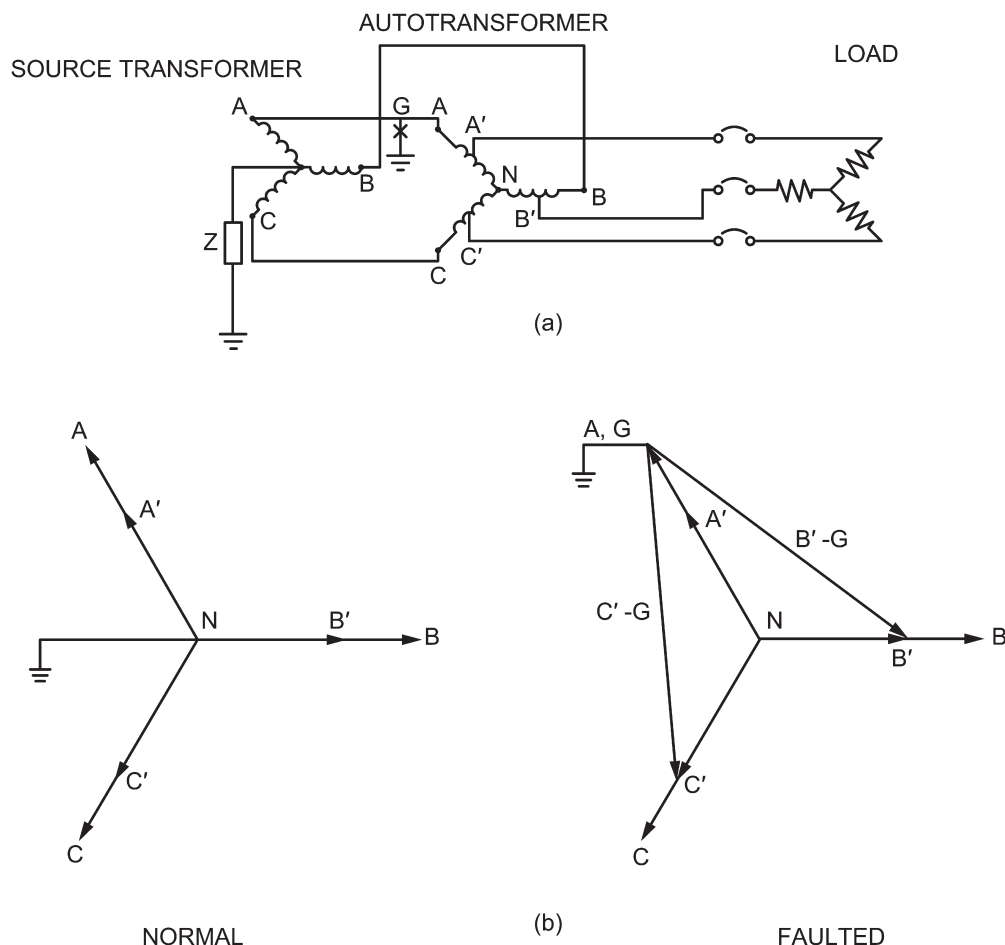 AUTOTRANSFORMER
SOURCE TRANSFORMER
LOAD
A
G
A
A′
N
B
B′
B
C
Z
C′
C
(a)
A
A′
N
B′
B
C′
C
A, G
A′
B′ -G
C′ -G
N
B
B′
C′
C
(b)
NORMAL
FAULTED